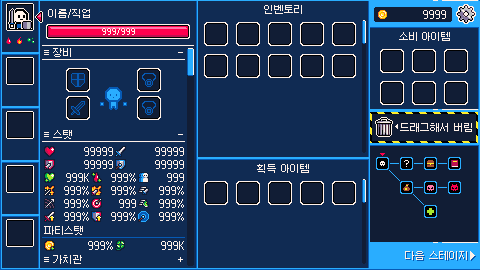 이름/직업
999/999
= 장비 −
= 스탯 −
99999 99999
99999 99999
999K 999% 999
999% 999% 999%
999% 999 999%
999% 999% 999%
파티스탯
999% 999K
= 가치관 +
인벤토리
획득 아이템
9999
소비 아이템
드래그해서 버림
?
다음 스테이지